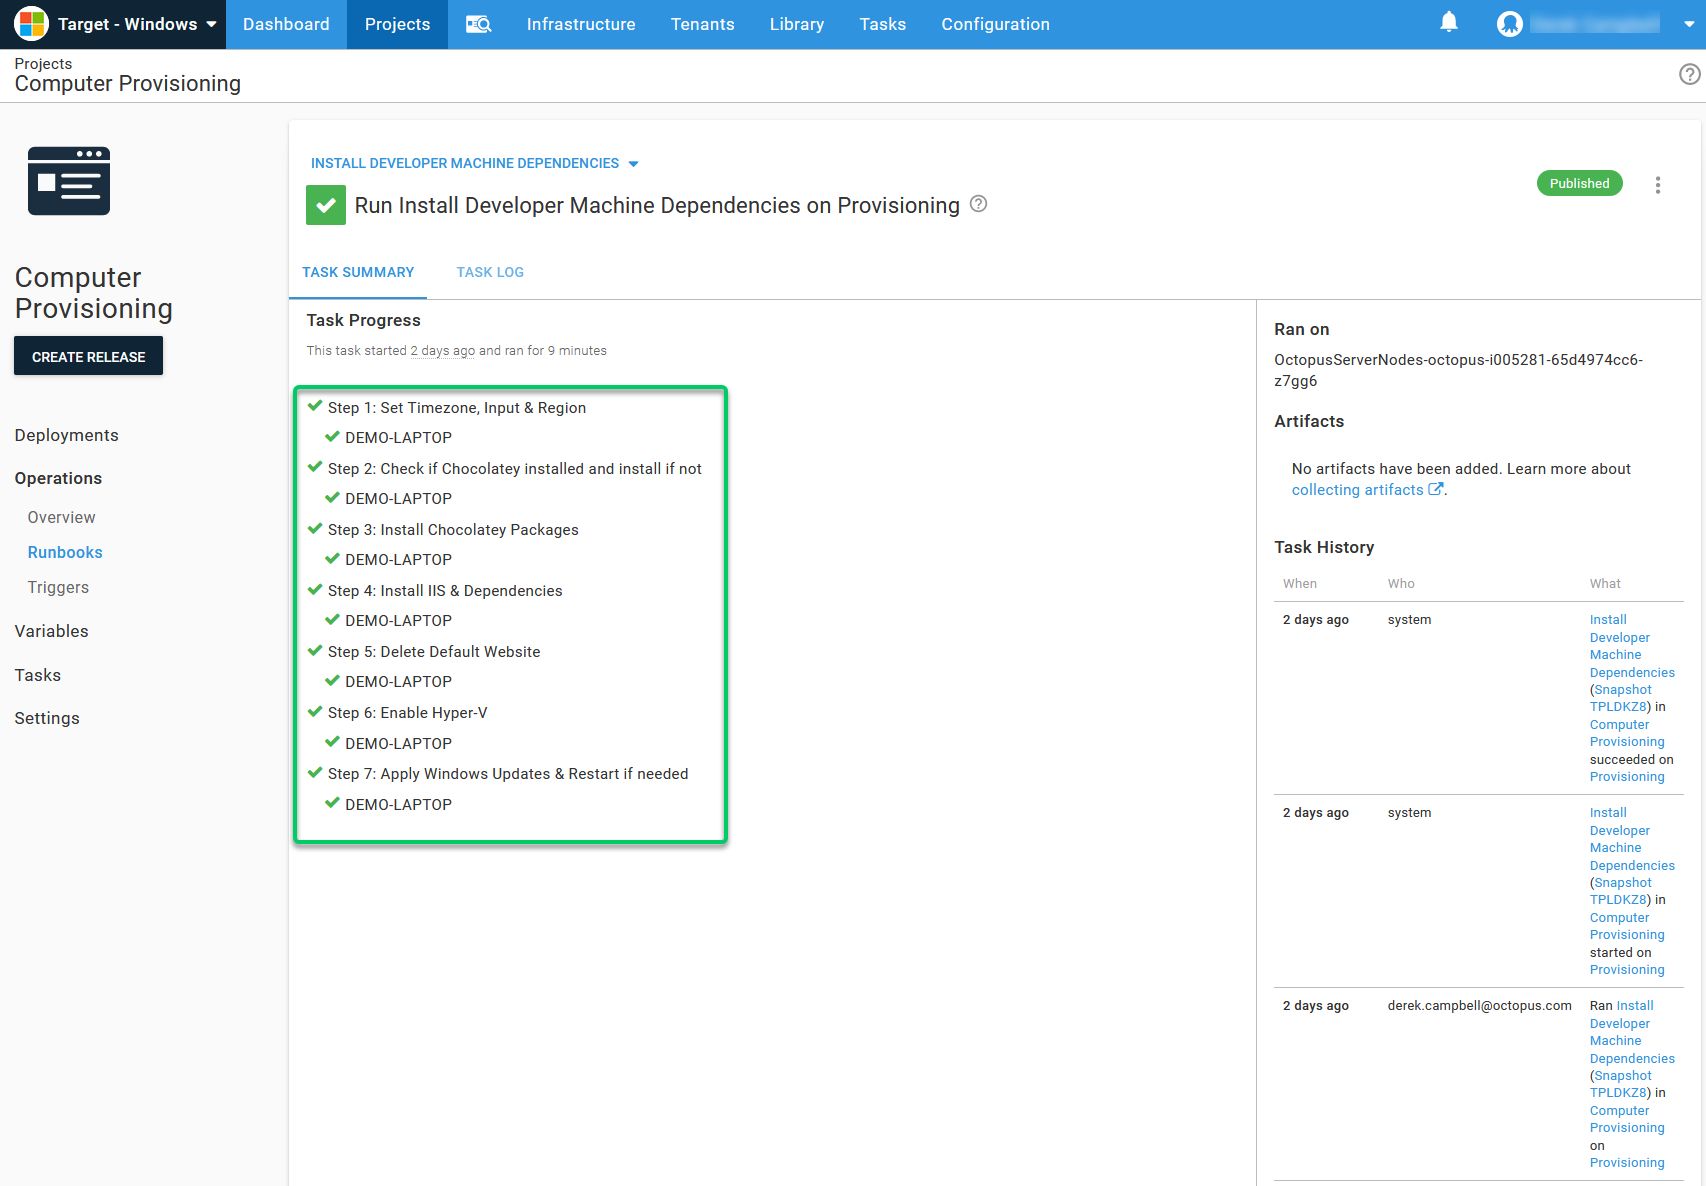 Target - Windows
Dashboard
Projects
Infrastructure
Tenants
Library
Tasks
Configuration
Projects
Computer Provisioning
Computer
Provisioning
CREATE RELEASE
Deployments
Operations
Overview
Runbooks
Triggers
Variables
Tasks
Settings
INSTALL DEVELOPER MACHINE DEPENDENCIES
Run Install Developer Machine Dependencies on Provisioning
Published
TASK SUMMARY
TASK LOG
Task Progress
This task started 2 days ago and ran for 9 minutes
Step 1: Set Timezone, Input & Region
DEMO-LAPTOP
Step 2: Check if Chocolatey installed and install if not
DEMO-LAPTOP
Step 3: Install Chocolatey Packages
DEMO-LAPTOP
Step 4: Install IIS & Dependencies
DEMO-LAPTOP
Step 5: Delete Default Website
DEMO-LAPTOP
Step 6: Enable Hyper-V
DEMO-LAPTOP
Step 7: Apply Windows Updates & Restart if needed
DEMO-LAPTOP
Ran on
OctopusServerNodes-octopus-i005281-65d4974cc6-
z7gg6
Artifacts
No artifacts have been added. Learn more about
collecting artifacts.
Task History
When Who What
2 days ago system Install
Developer
Machine
Dependencies
(Snapshot
TPLDKZ8) in
Computer
Provisioning
succeeded on
Provisioning
2 days ago system Install
Developer
Machine
Dependencies
(Snapshot
TPLDKZ8) in
Computer
Provisioning
started on
Provisioning
2 days ago derek.campbell@octopus.com Ran Install
Developer
Machine
Dependencies
(Snapshot
TPLDKZ8) in
Computer
Provisioning
on
Provisioning